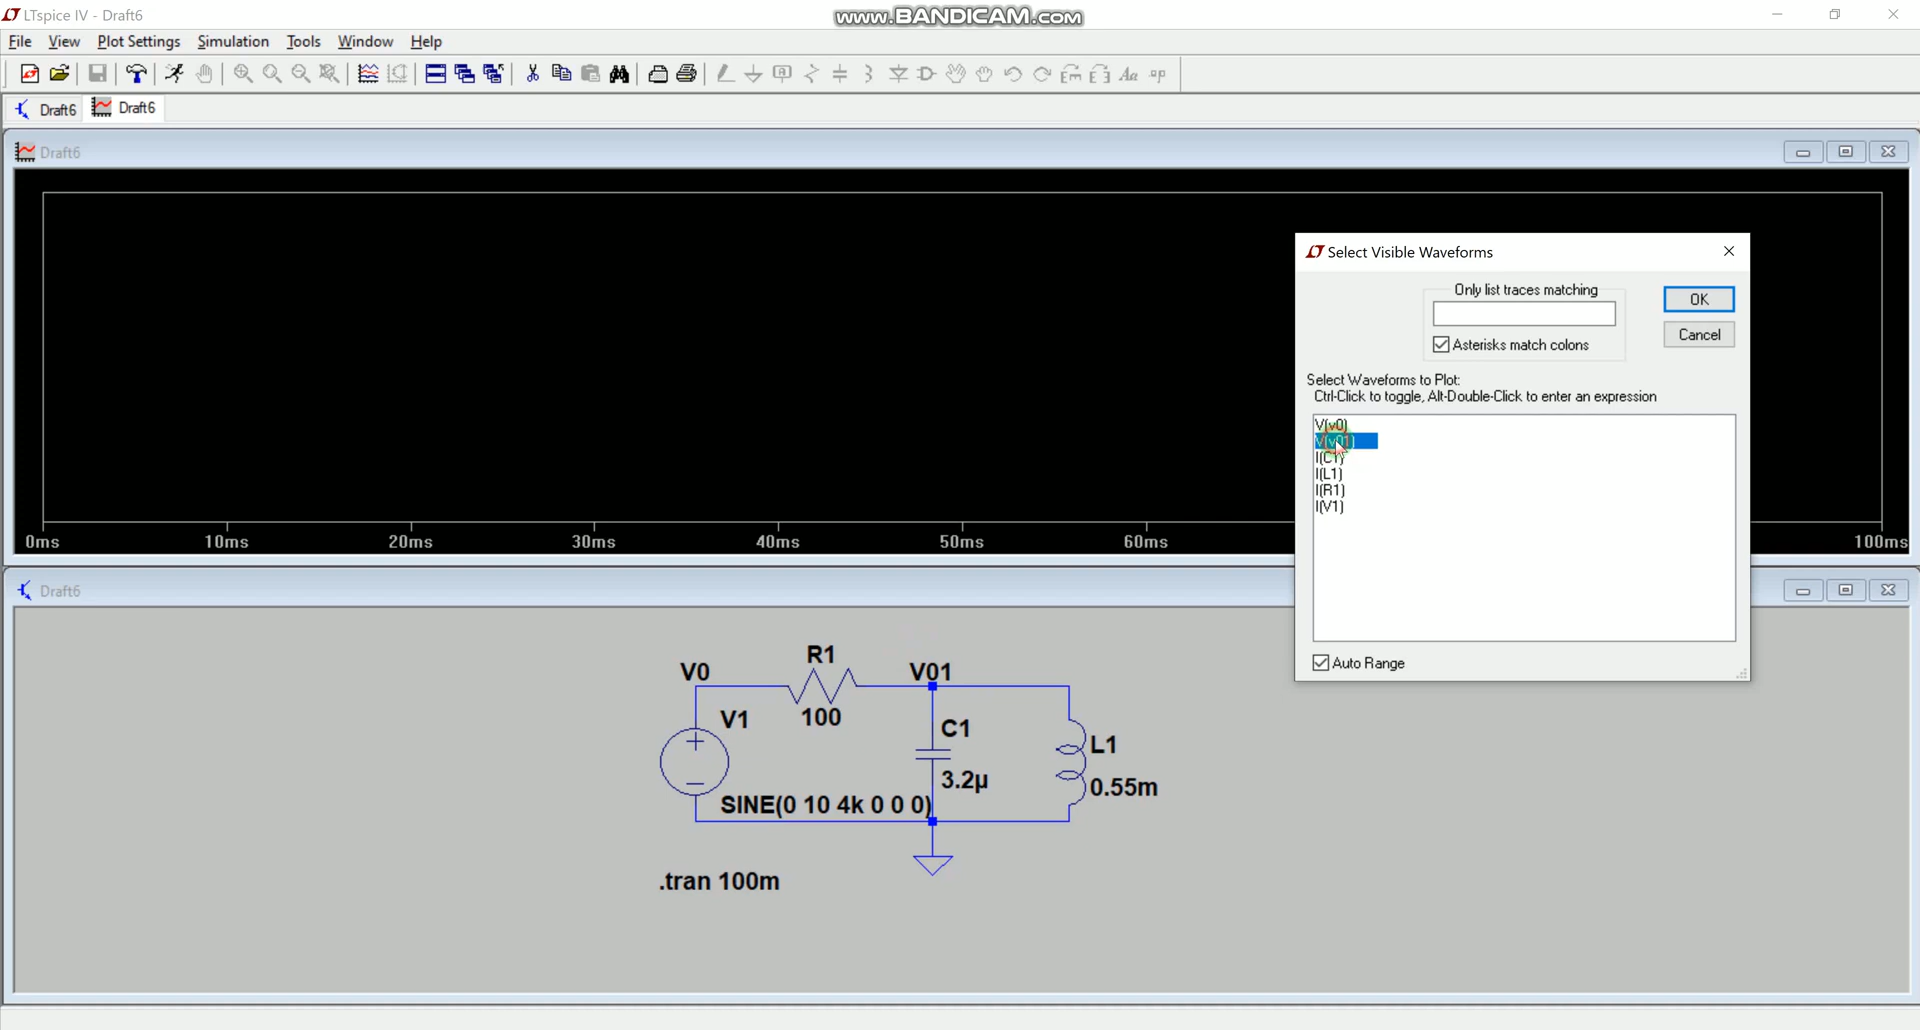 LTspice IV - Draft6
www.BANDICAM.com
File View Plot Settings Simulation Tools Window Help
Draft6 Draft6
Draft6
Select Visible Waveforms
Only list traces matching
OK
Asterisks match colons
Cancel
Select Waveforms to Plot:
Ctrl-Click to toggle, Alt-Double-Click to enter an expression
V(v0)
V(v01)
I(C1)
I(L1)
I(R1)
I(V1)
Auto Range
0ms 10ms 20ms 30ms 40ms 50ms 60ms 100ms
Draft6
R1
V0
V01
V1
100
C1
L1
3.2µ
0.55m
SINE(0 10 4k 0 0 0)
.tran 100m